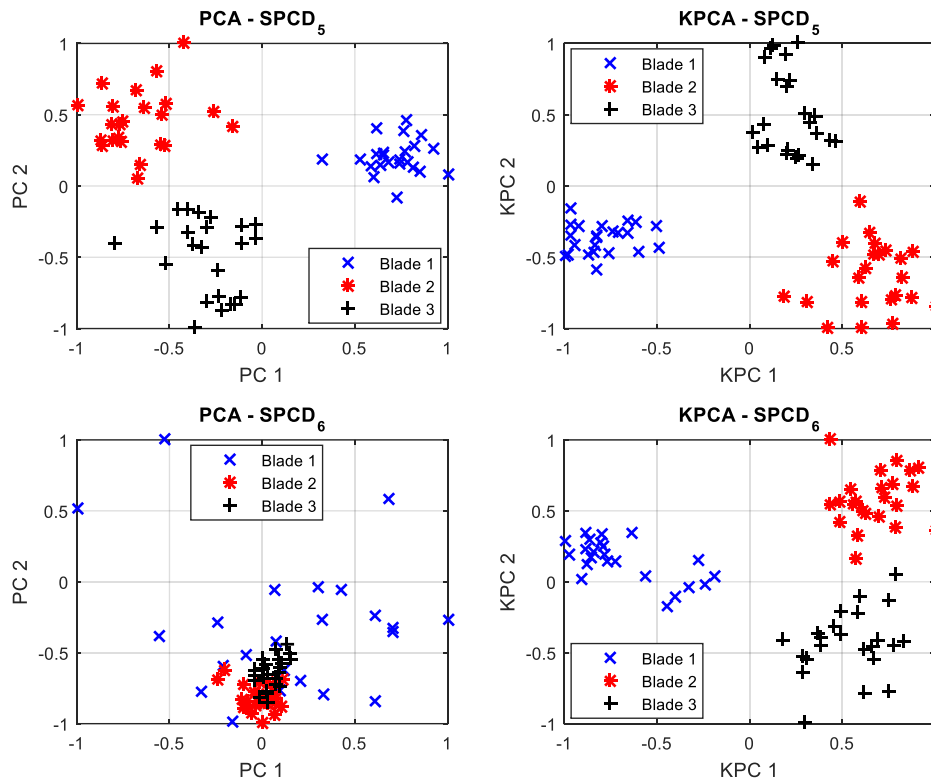 PCA - SPCD5
1
0.5
0
-0.5
-1
PC 2
-1
-0.5
0
0.5
1
PC 1
Blade 1
Blade 2
Blade 3
KPCA - SPCD5
1
0.5
0
-0.5
-1
KPC 2
-1
-0.5
0
0.5
KPC 1
Blade 1
Blade 2
Blade 3
PCA - SPCD6
1
0.5
0
-0.5
-1
PC 2
-1
-0.5
0
0.5
1
PC 1
Blade 1
Blade 2
Blade 3
KPCA - SPCD6
1
0.5
0
-0.5
-1
KPC 2
-1
-0.5
0
0.5
KPC 1
Blade 1
Blade 2
Blade 3